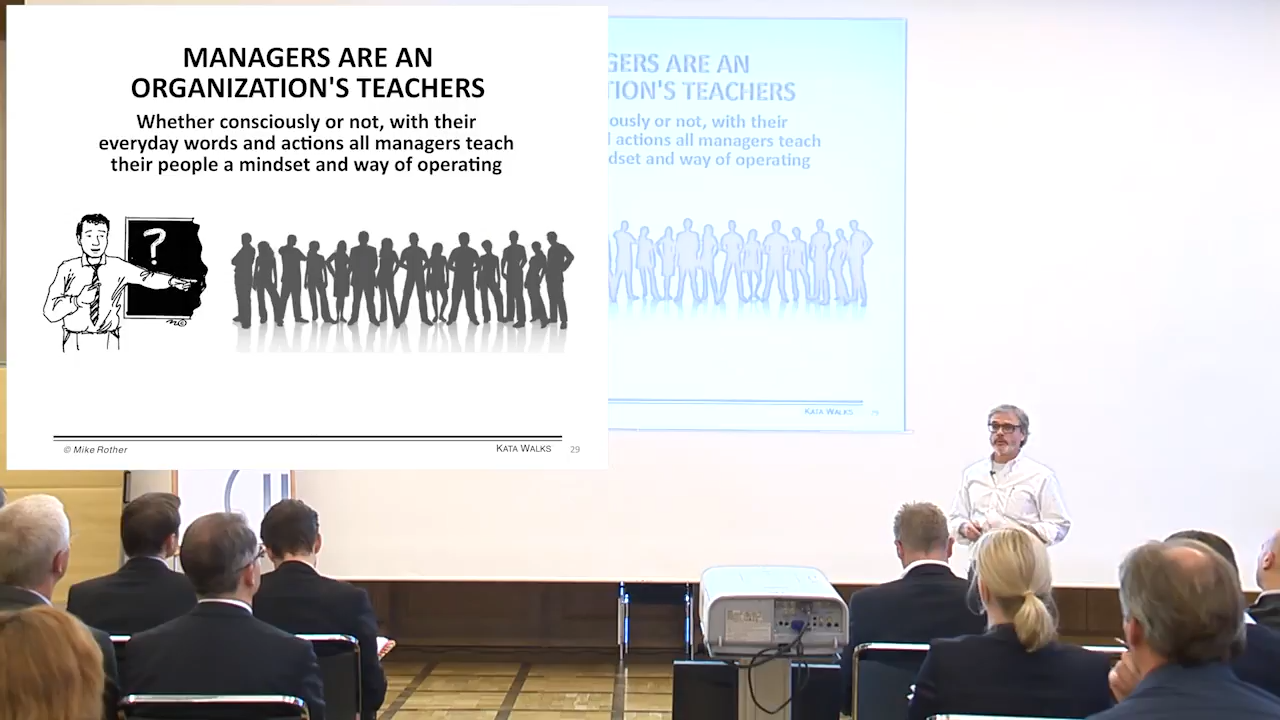 MANAGERS ARE AN
ORGANIZATION'S TEACHERS
Whether consciously or not, with their
everyday words and actions all managers teach
their people a mindset and way of operating
?
© Mike Rother
KATA WALKS
29
GERS ARE AN
TION'S TEACHERS
ously or not, with their
actions all managers teach
dset and way of operating
KATA WALKS